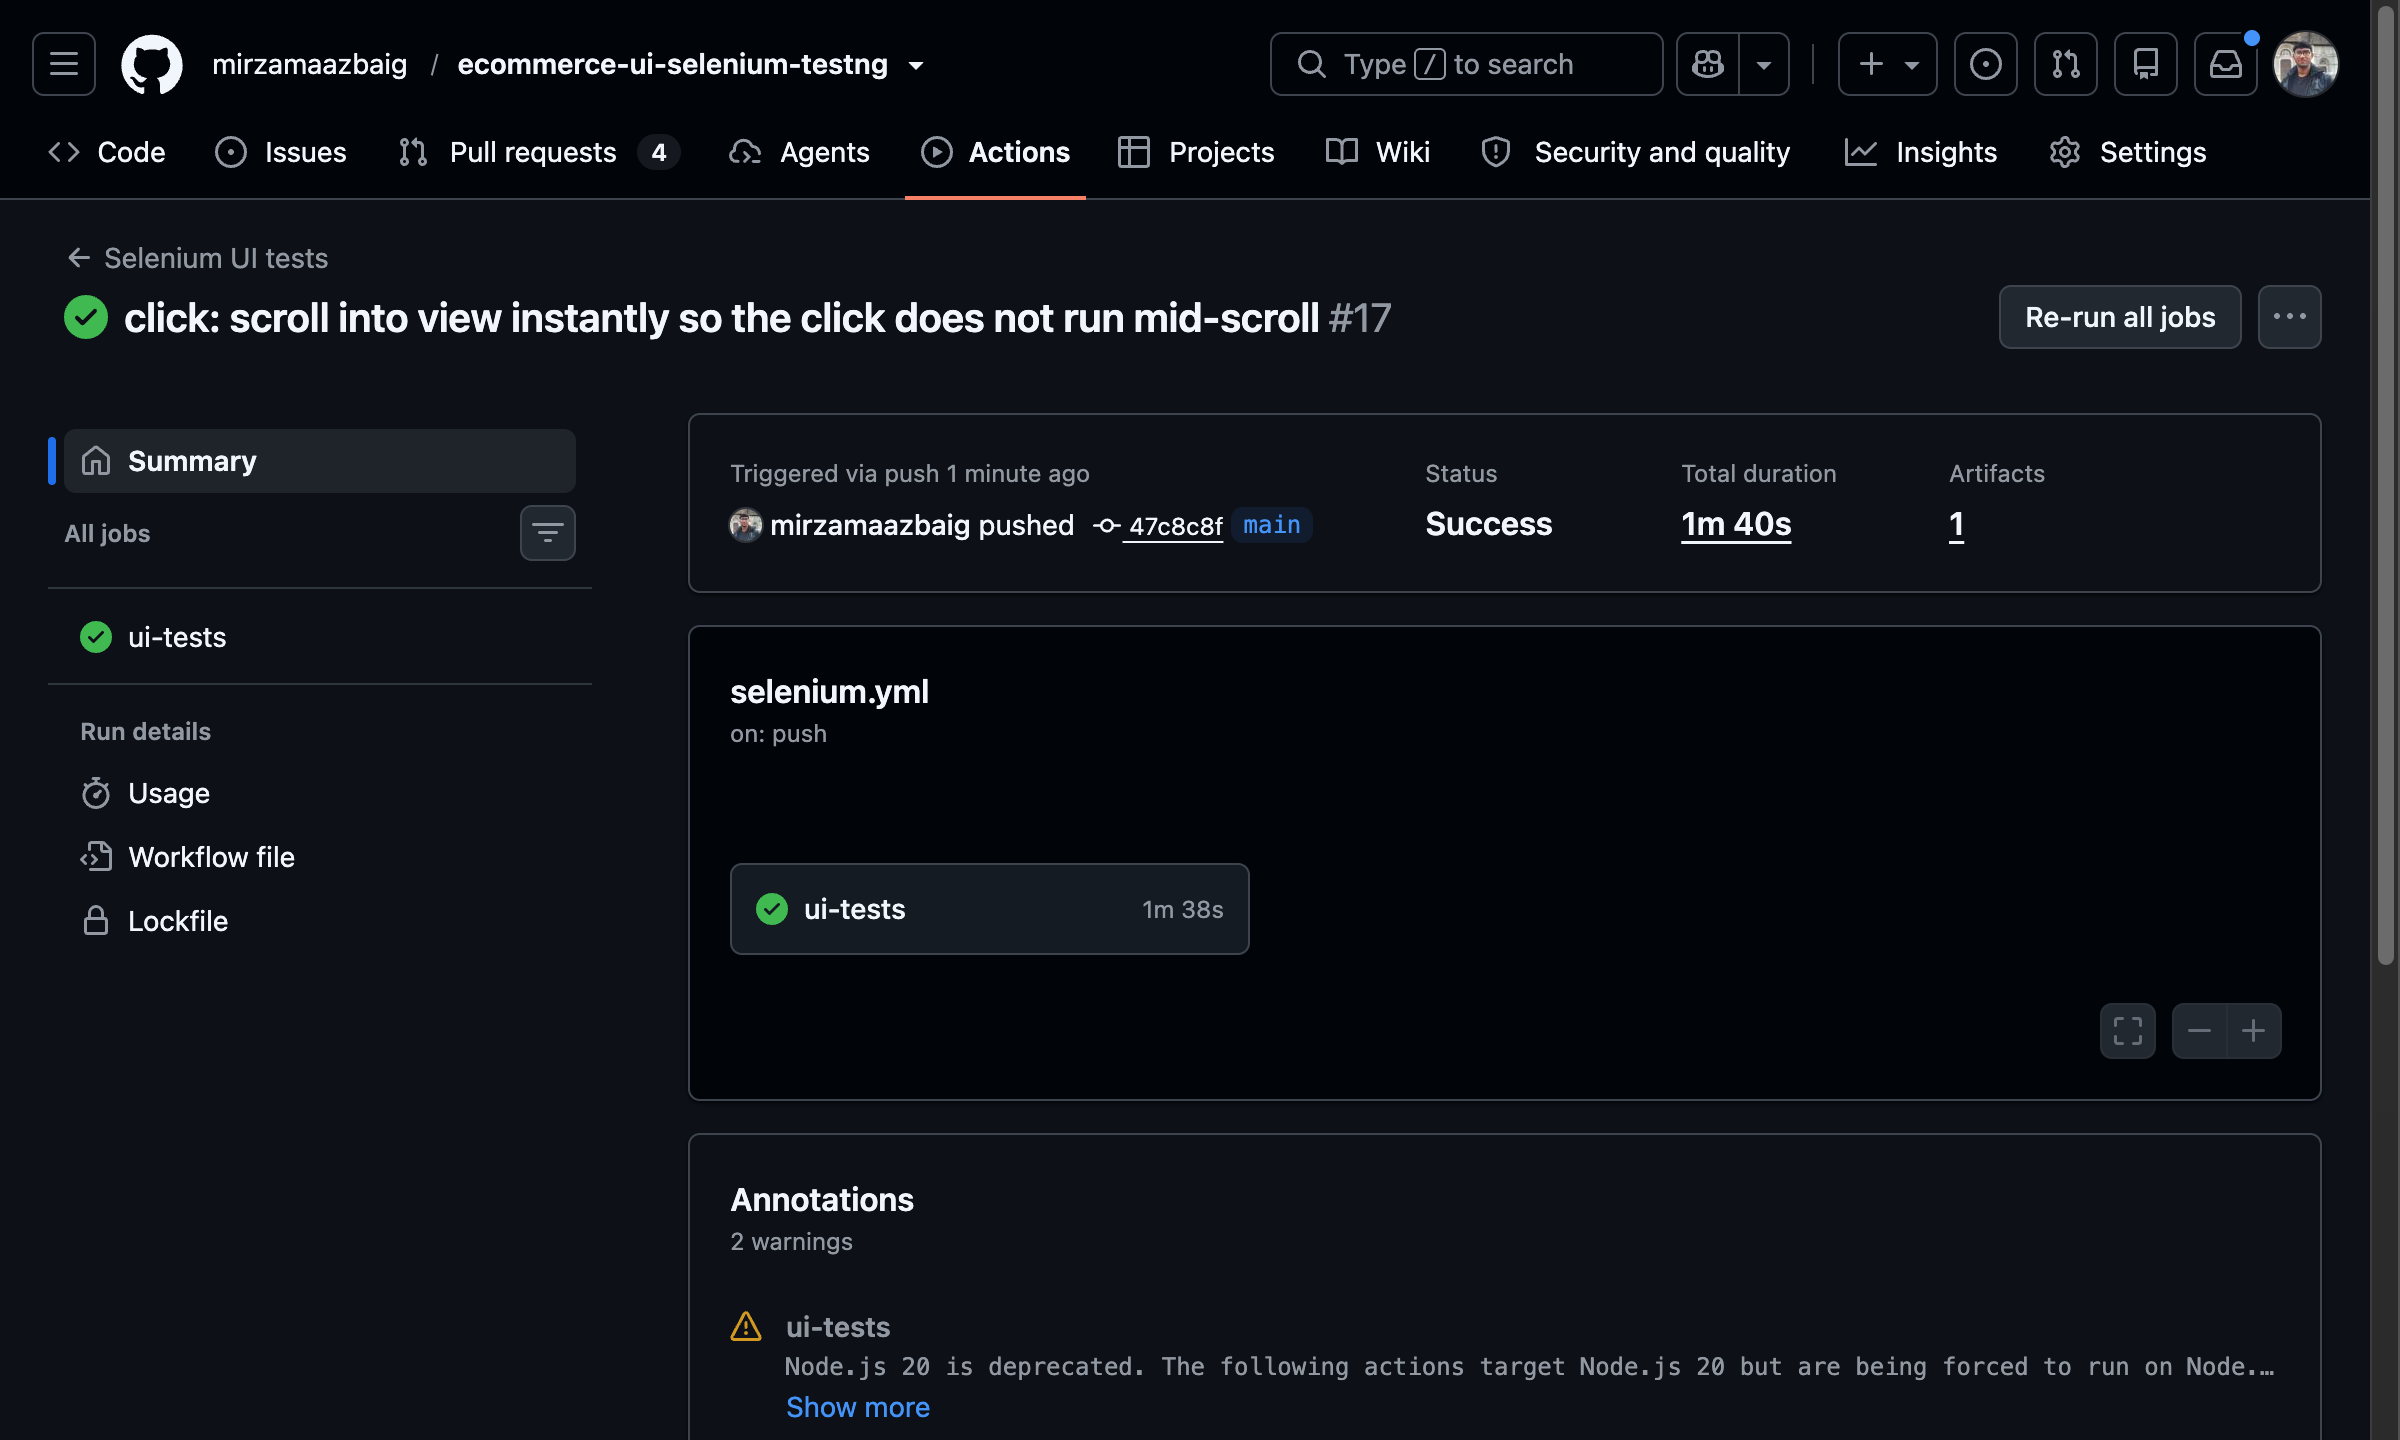 mirzamaazbaig / ecommerce-ui-selenium-testng
Type / to search
Code
Issues
Pull requests 4
Agents
Actions
Projects
Wiki
Security and quality
Insights
Settings
← Selenium UI tests
click: scroll into view instantly so the click does not run mid-scroll #17
Re-run all jobs
Summary
All jobs
ui-tests
Run details
Usage
Workflow file
Lockfile
Triggered via push 1 minute ago
mirzamaazbaig pushed 47c8c8f main
Status
Success
Total duration
1m 40s
Artifacts
1
selenium.yml
on: push
ui-tests 1m 38s
Annotations
2 warnings
ui-tests
Node.js 20 is deprecated. The following actions target Node.js 20 but are being forced to run on Node.…
Show more